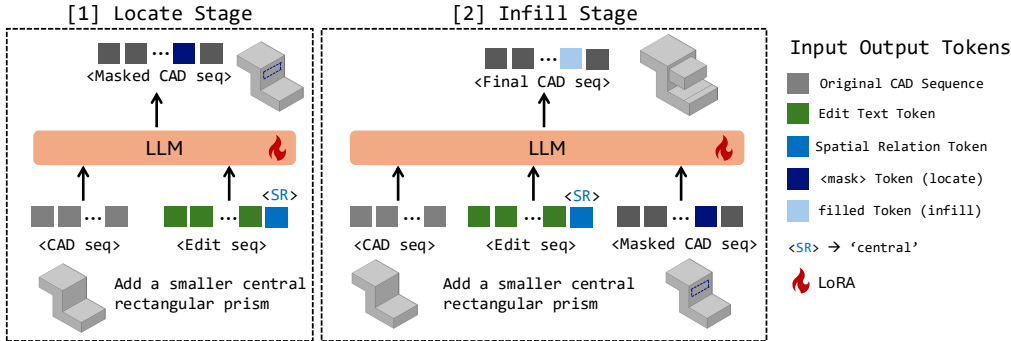 [1] Locate Stage
<Masked CAD seq>
LLM
<SR>
<CAD seq>
<Edit seq>
Add a smaller central
rectangular prism
[2] Infill Stage
<Final CAD seq>
LLM
<SR>
<CAD seq>
<Edit seq>
<Masked CAD seq>
Add a smaller central
rectangular prism
Input Output Tokens
Original CAD Sequence
Edit Text Token
Spatial Relation Token
<mask> Token (locate)
filled Token (infill)
<SR> → ‘central’
LoRA